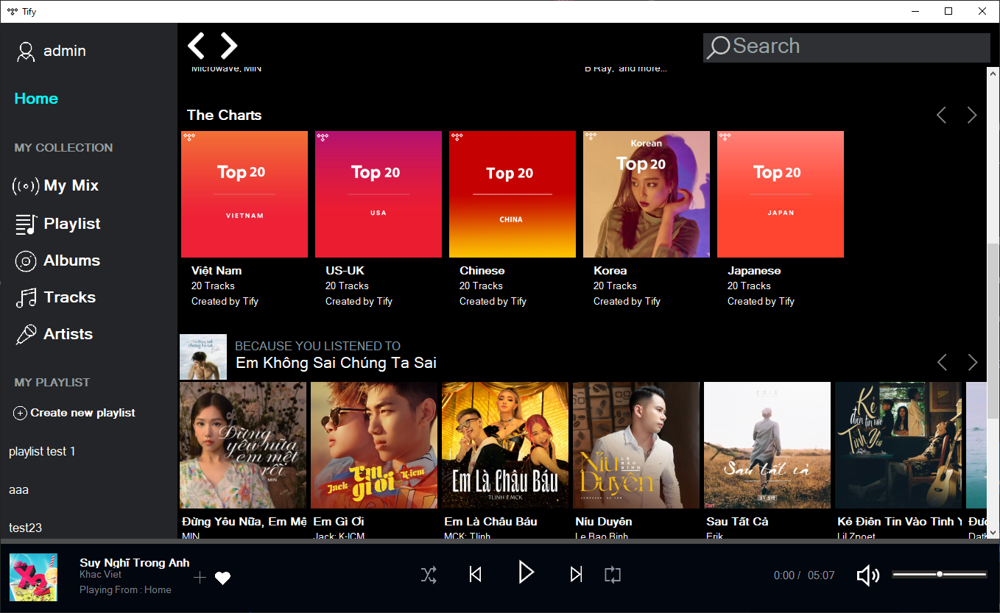 Tify
admin
Home
MY COLLECTION
My Mix
Playlist
Albums
Tracks
Artists
MY PLAYLIST
Create new playlist
playlist test 1
aaa
test23
Search
Microwave, MIN
B Ray, and more...
The Charts
Top 20
VIETNAM
Top 20
USA
Top 20
CHINA
Korean
Top 20
Top 20
JAPAN
Việt Nam
20 Tracks
Created by Tify
US-UK
20 Tracks
Created by Tify
Chinese
20 Tracks
Created by Tify
Korea
20 Tracks
Created by Tify
Japanese
20 Tracks
Created by Tify
BECAUSE YOU LISTENED TO
Em Không Sai Chúng Ta Sai
Đừng
yêu nữa
em mệt
rồi
MIN
Em
gì ơi
Jack
K-icm
Em Là Châu Báu
TLINH X MCK
Níu
Duyên
LÊ
BẢO
BÌNH
ERIK
Sau tất cả
ST.319
Kẻ
điên tin vào
Tình Yêu
Đừng Yêu Nữa, Em Mệ
MIN
Em Gì Ơi
Jack; K-ICM
Em Là Châu Báu
MCK; Tlinh
Níu Duyên
Le Bao Binh
Sau Tất Cả
Erik
Kẻ Điên Tin Vào Tình Y
Lil Zpoet
Đượ
Datk
Suy Nghĩ Trong Anh
Khac Viet
Playing From : Home
0:00 / 05:07